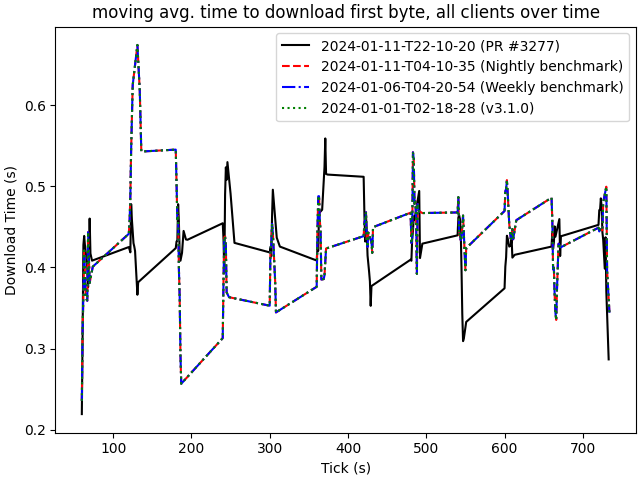 moving avg. time to download first byte, all clients over time
2024-01-11-T22-10-20 (PR #3277)
2024-01-11-T04-10-35 (Nightly benchmark)
2024-01-06-T04-20-54 (Weekly benchmark)
2024-01-01-T02-18-28 (v3.1.0)
0.6
0.5
0.4
0.3
0.2
Download Time (s)
100 200 300 400 500 600 700
Tick (s)